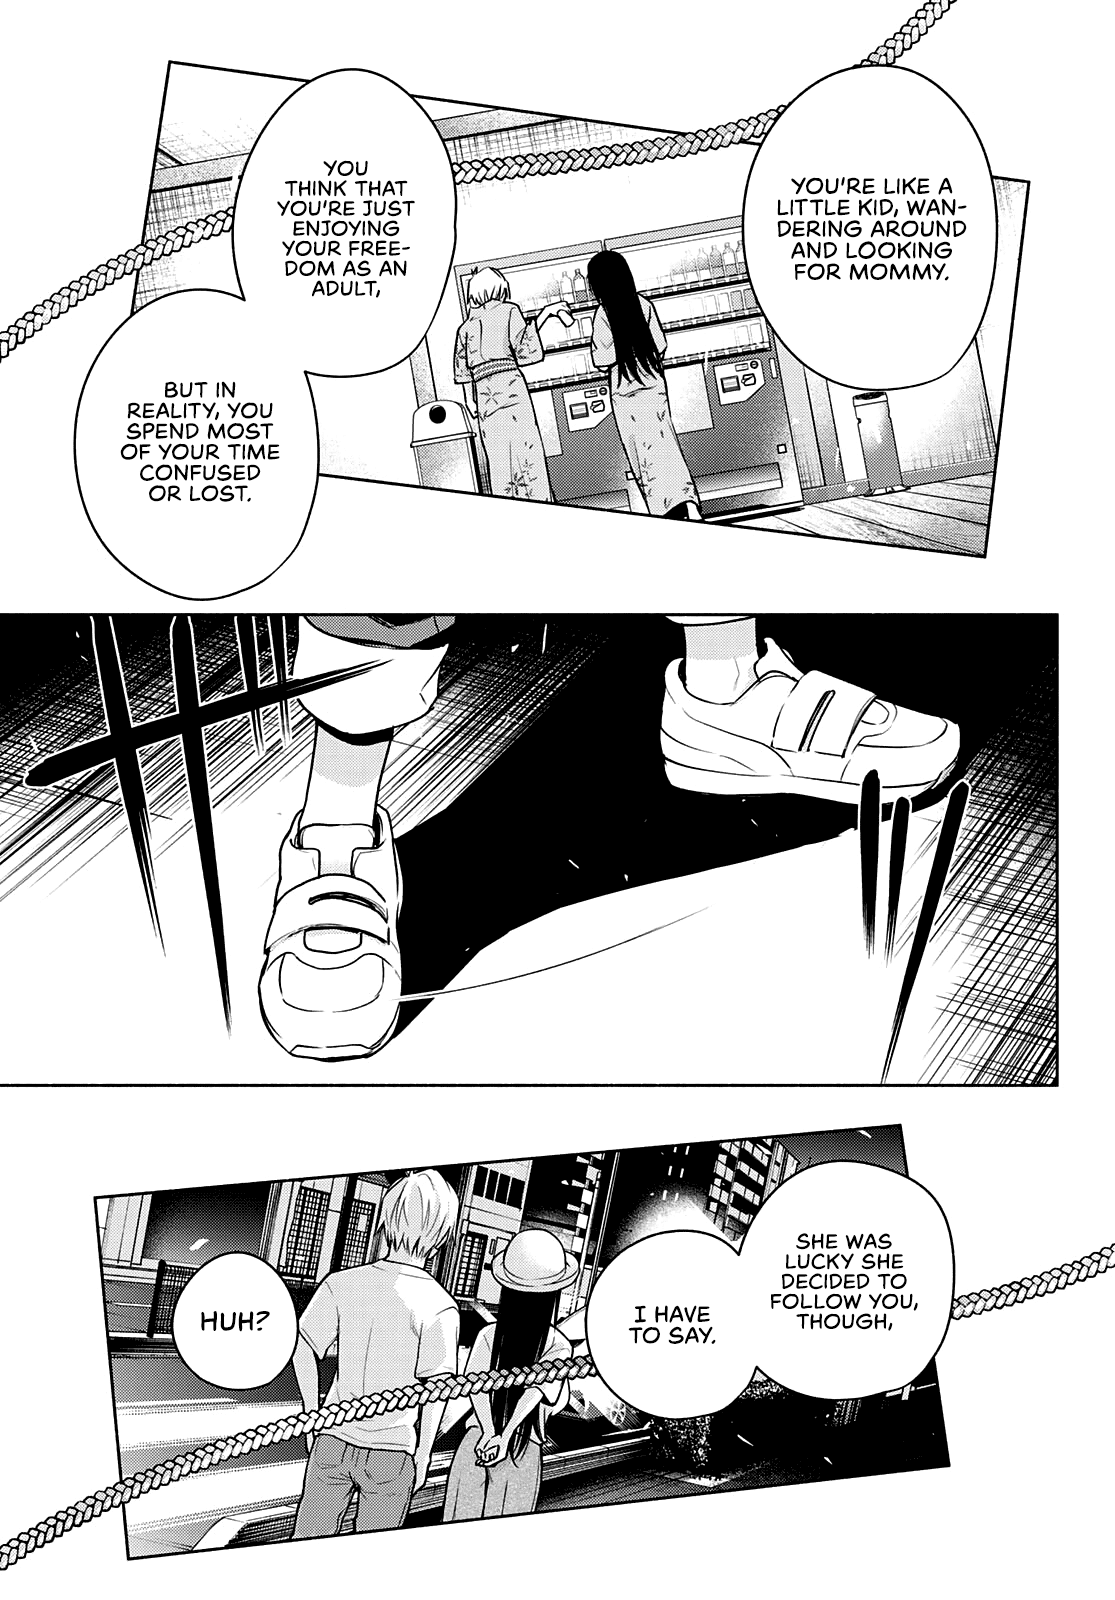 YOU'RE LIKE A
LITTLE KID, WAN-
DERING AROUND
AND LOOKING
FOR MOMMY.
YOU
THINK THAT
YOU'RE JUST
ENJOYING
YOUR FREE-
DOM AS AN
ADULT,
BUT IN
REALITY, YOU
SPEND MOST
OF YOUR TIME
CONFUSED
OR LOST.
SHE WAS
LUCKY SHE
DECIDED TO
FOLLOW YOU,
THOUGH,
I HAVE
TO SAY.
HUH?